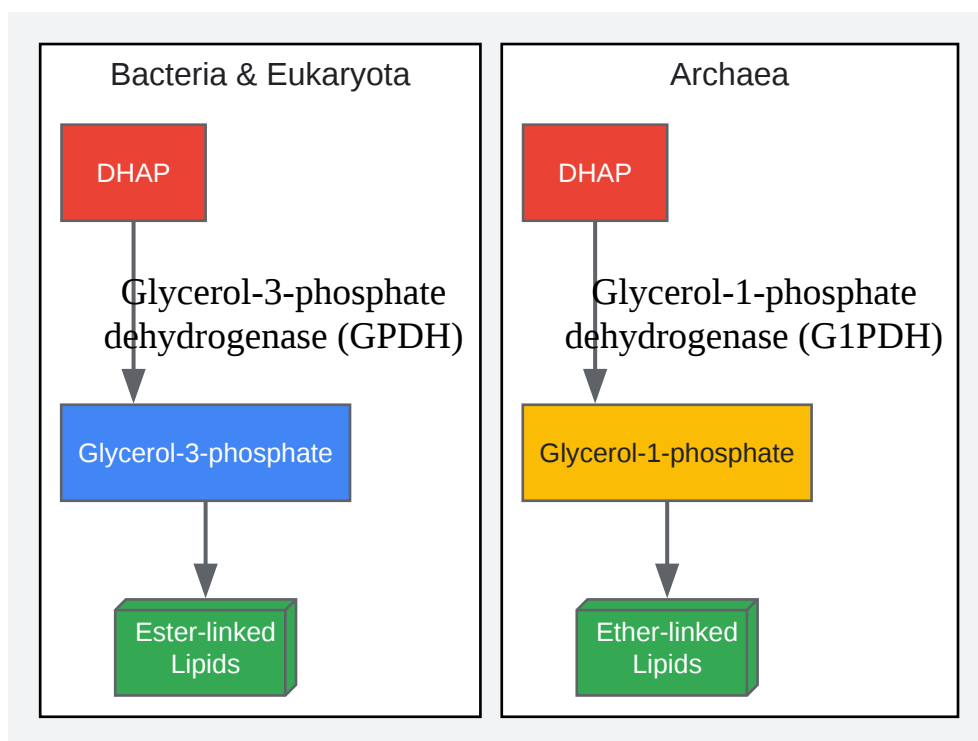 Bacteria & Eukaryota
DHAP
Glycerol-3-phosphate
dehydrogenase (GPDH)
Glycerol-3-phosphate
Ester-linked
Lipids
Archaea
DHAP
Glycerol-1-phosphate
dehydrogenase (G1PDH)
Glycerol-1-phosphate
Ether-linked
Lipids